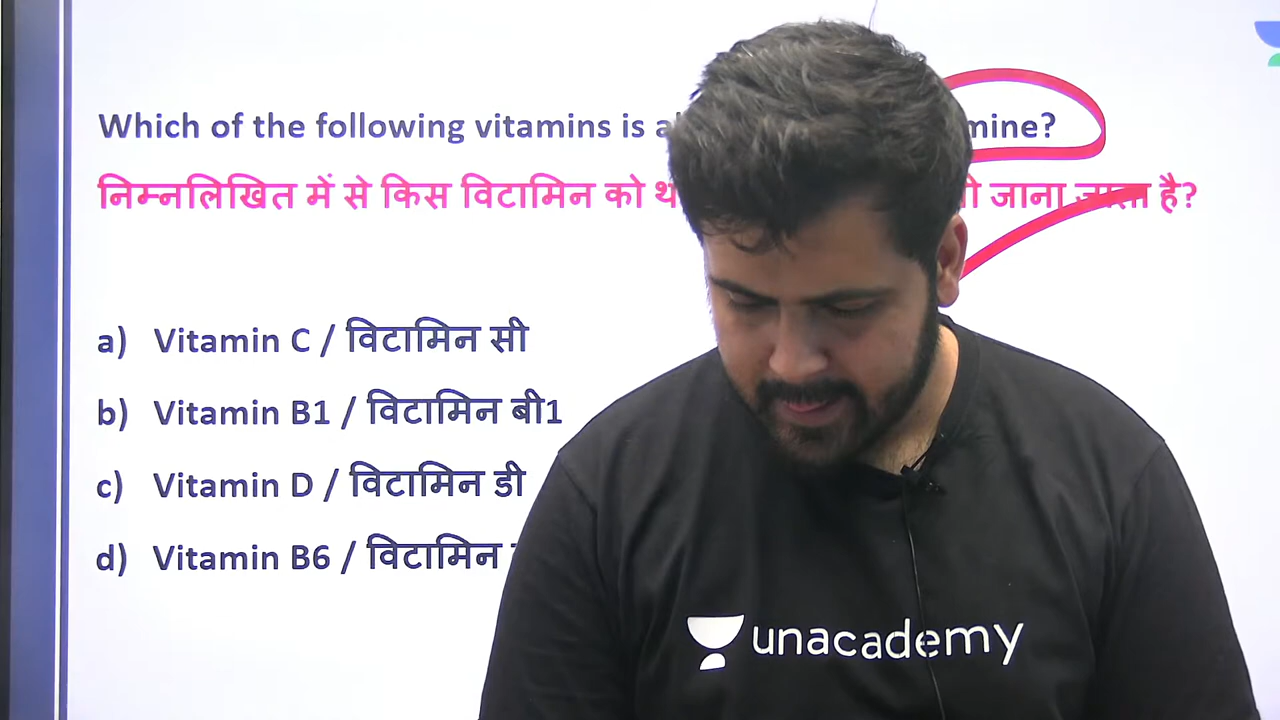 Which of the following vitamins is mine?
निम्नलिखित में से किस विटामिन को जाना जाता है?
a) Vitamin C / विटामिन सी
b) Vitamin B1 / विटामिन बी1
c) Vitamin D / विटामिन डी
d) Vitamin B6 / विटामिन
unacademy